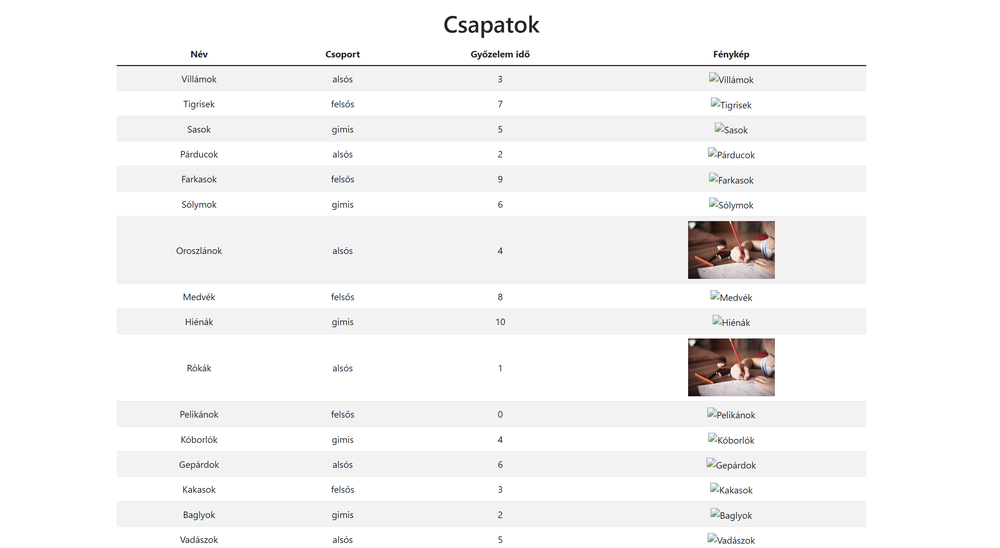 Csapatok
Név Csoport Győzelem idő Fénykép
Villámok alsós 3 Villámok
Tigrisek felsős 7 Tigrisek
Sasok gimis 5 Sasok
Párducok alsós 2 Párducok
Farkasok felsős 9 Farkasok
Sólymok gimis 6 Sólymok
Oroszlánok alsós 4
Medvék felsős 8 Medvék
Hiénák gimis 10 Hiénák
Rókák alsós 1
Pelikánok felsős 0 Pelikánok
Kóborlók gimis 4 Kóborlók
Gepárdok alsós 6 Gepárdok
Kakasok felsős 3 Kakasok
Baglyok gimis 2 Baglyok
Vadászok alsós 5 Vadászok